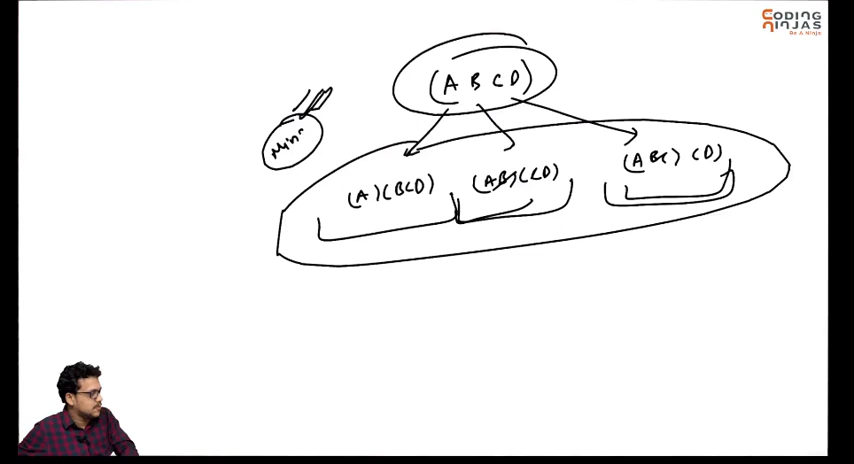 CODING
NINJAS
Be A Ninja
(A B C D)
Min
(A)(BCD) (AB)(CD) (ABC) (D)